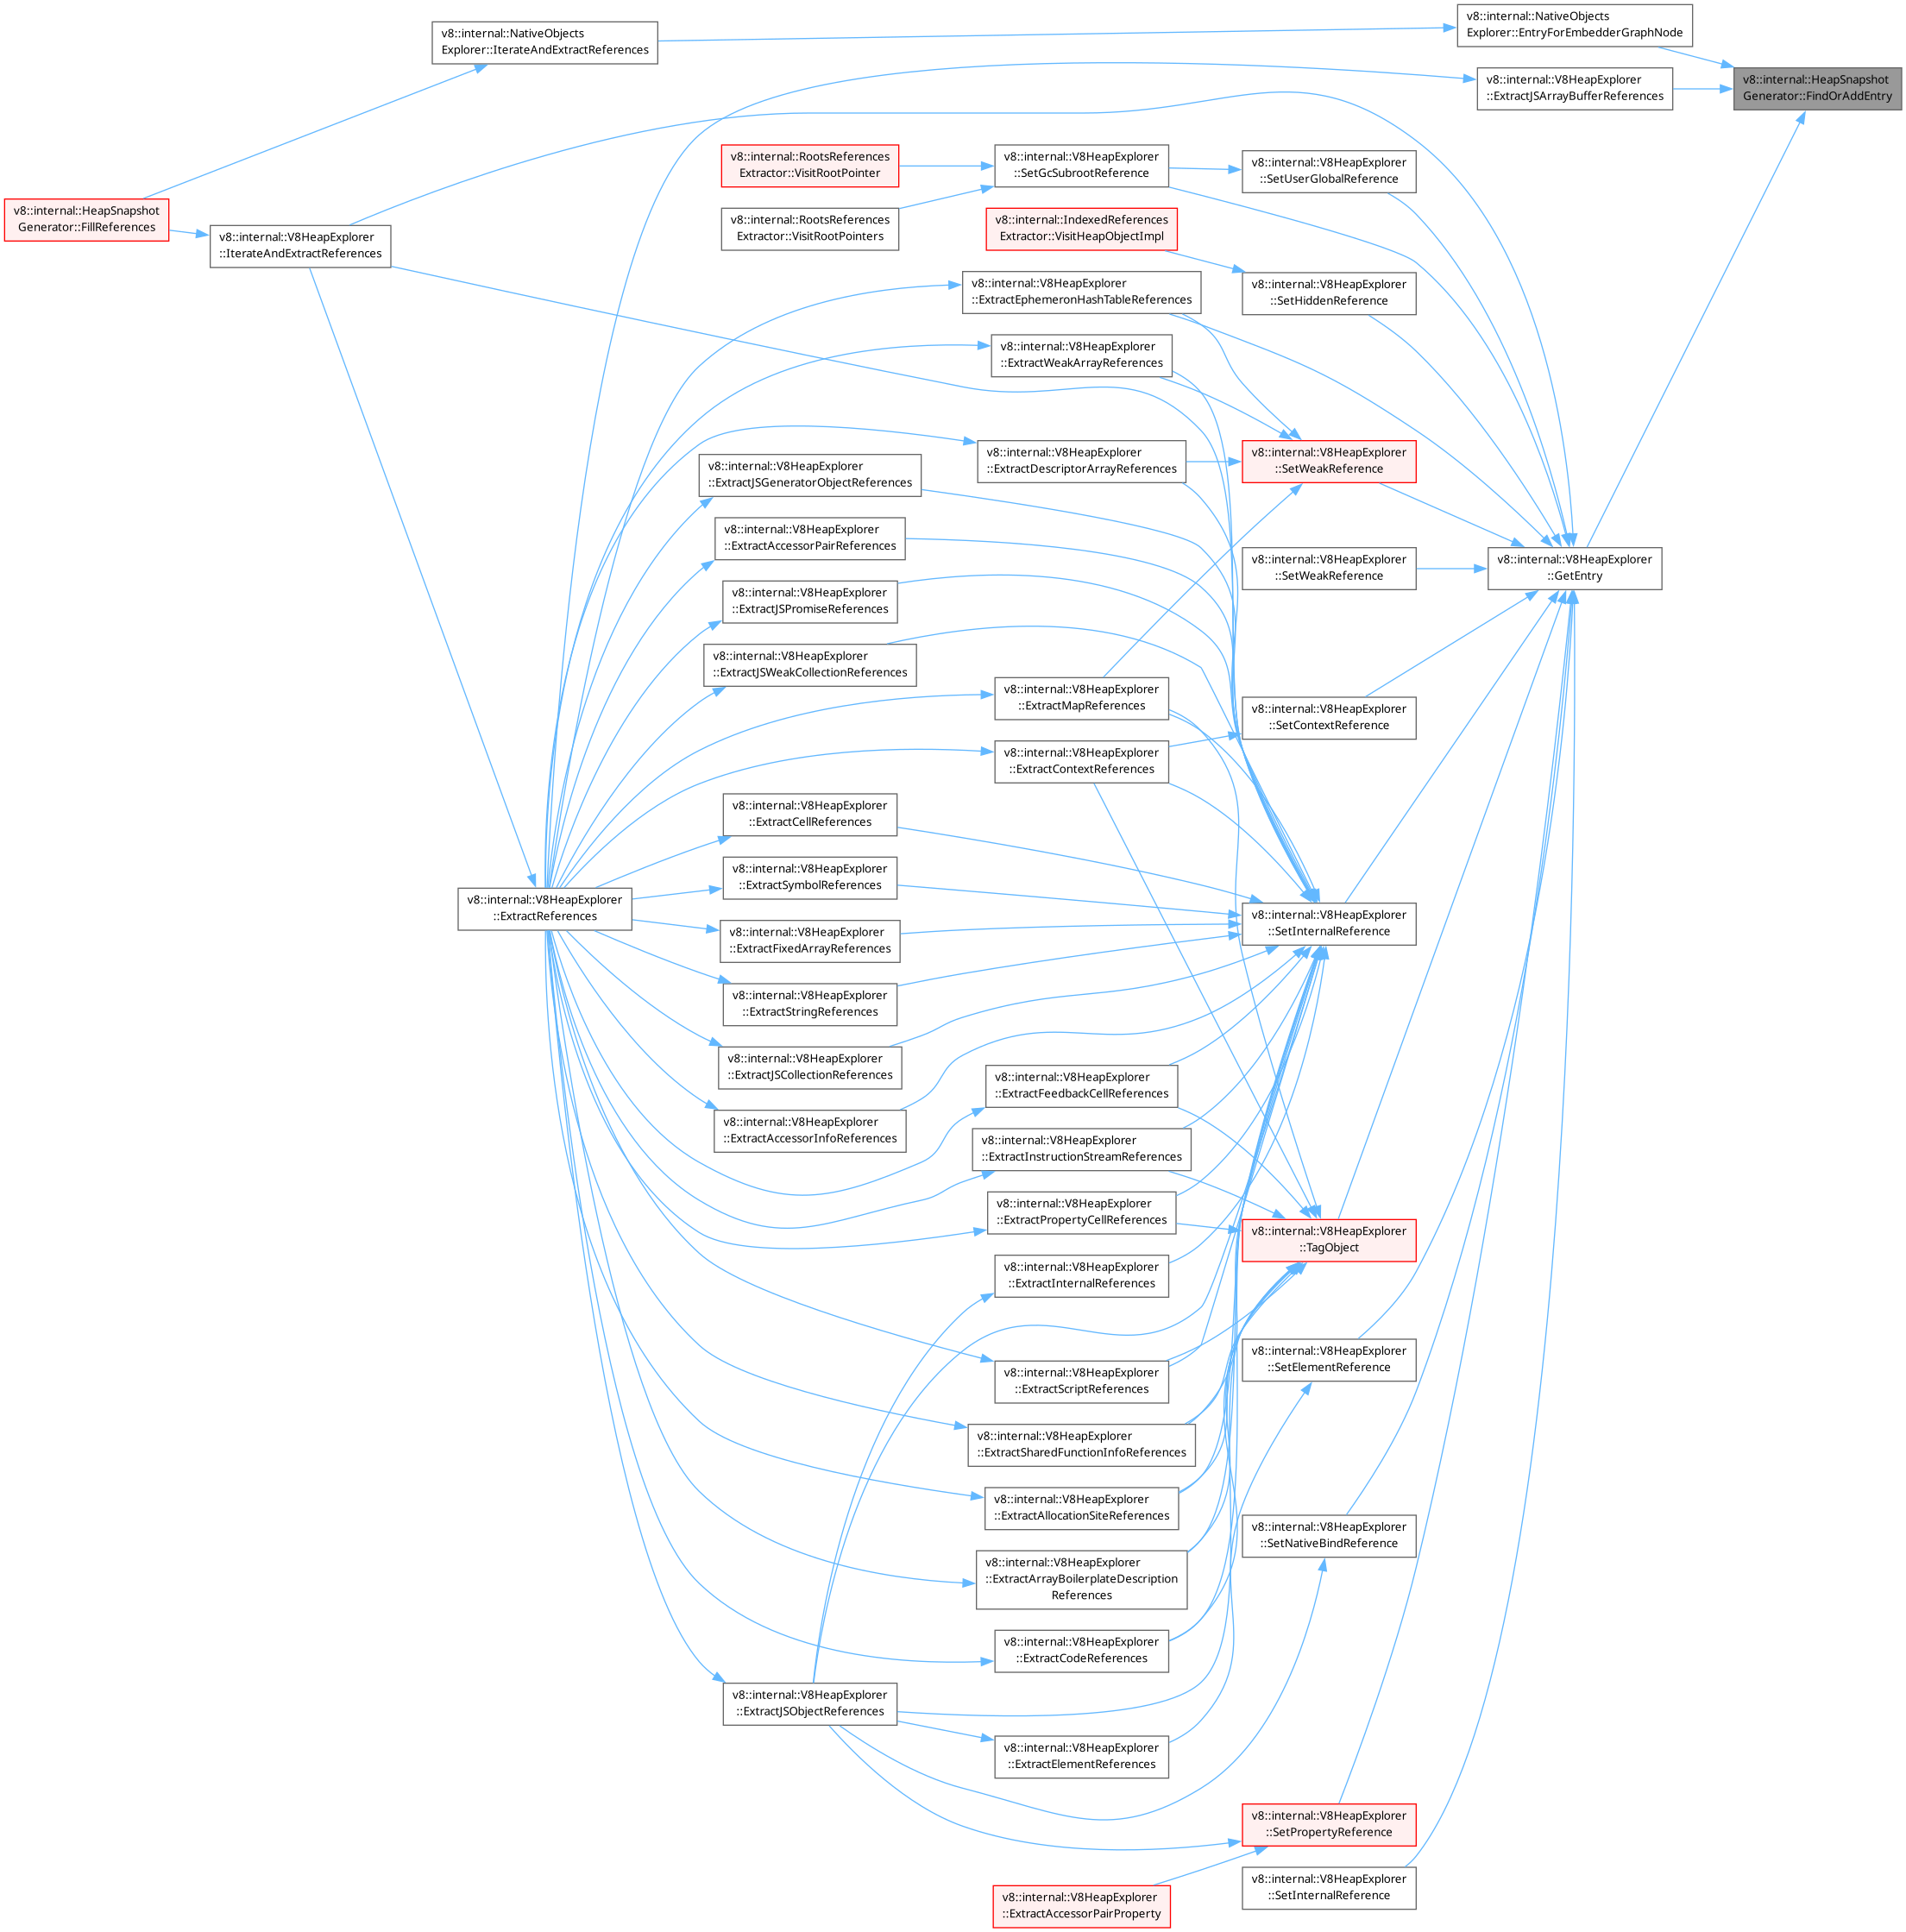 v8::internal::NativeObjects
Explorer::EntryForEmbedderGraphNode
v8::internal::NativeObjects
Explorer::IterateAndExtractReferences
v8::internal::HeapSnapshot
Generator::FindOrAddEntry
v8::internal::V8HeapExplorer
::ExtractJSArrayBufferReferences
v8::internal::RootsReferences
Extractor::VisitRootPointer
v8::internal::V8HeapExplorer
::SetGcSubrootReference
v8::internal::V8HeapExplorer
::SetUserGlobalReference
v8::internal::HeapSnapshot
Generator::FillReferences
v8::internal::V8HeapExplorer
::IterateAndExtractReferences
v8::internal::RootsReferences
Extractor::VisitRootPointers
v8::internal::IndexedReferences
Extractor::VisitHeapObjectImpl
v8::internal::V8HeapExplorer
::ExtractEphemeronHashTableReferences
v8::internal::V8HeapExplorer
::SetHiddenReference
v8::internal::V8HeapExplorer
::ExtractWeakArrayReferences
v8::internal::V8HeapExplorer
::ExtractDescriptorArrayReferences
v8::internal::V8HeapExplorer
::SetWeakReference
v8::internal::V8HeapExplorer
::ExtractJSGeneratorObjectReferences
v8::internal::V8HeapExplorer
::ExtractAccessorPairReferences
v8::internal::V8HeapExplorer
::SetWeakReference
v8::internal::V8HeapExplorer
::GetEntry
v8::internal::V8HeapExplorer
::ExtractJSPromiseReferences
v8::internal::V8HeapExplorer
::ExtractJSWeakCollectionReferences
v8::internal::V8HeapExplorer
::ExtractMapReferences
v8::internal::V8HeapExplorer
::SetContextReference
v8::internal::V8HeapExplorer
::ExtractContextReferences
v8::internal::V8HeapExplorer
::ExtractCellReferences
v8::internal::V8HeapExplorer
::ExtractSymbolReferences
v8::internal::V8HeapExplorer
::ExtractReferences
v8::internal::V8HeapExplorer
::SetInternalReference
v8::internal::V8HeapExplorer
::ExtractFixedArrayReferences
v8::internal::V8HeapExplorer
::ExtractStringReferences
v8::internal::V8HeapExplorer
::ExtractJSCollectionReferences
v8::internal::V8HeapExplorer
::ExtractFeedbackCellReferences
v8::internal::V8HeapExplorer
::ExtractAccessorInfoReferences
v8::internal::V8HeapExplorer
::ExtractInstructionStreamReferences
v8::internal::V8HeapExplorer
::ExtractPropertyCellReferences
v8::internal::V8HeapExplorer
::TagObject
v8::internal::V8HeapExplorer
::ExtractInternalReferences
v8::internal::V8HeapExplorer
::SetElementReference
v8::internal::V8HeapExplorer
::ExtractScriptReferences
v8::internal::V8HeapExplorer
::ExtractSharedFunctionInfoReferences
v8::internal::V8HeapExplorer
::ExtractAllocationSiteReferences
v8::internal::V8HeapExplorer
::SetNativeBindReference
v8::internal::V8HeapExplorer
::ExtractArrayBoilerplateDescription
References
v8::internal::V8HeapExplorer
::ExtractCodeReferences
v8::internal::V8HeapExplorer
::ExtractJSObjectReferences
v8::internal::V8HeapExplorer
::ExtractElementReferences
v8::internal::V8HeapExplorer
::SetPropertyReference
v8::internal::V8HeapExplorer
::SetInternalReference
v8::internal::V8HeapExplorer
::ExtractAccessorPairProperty